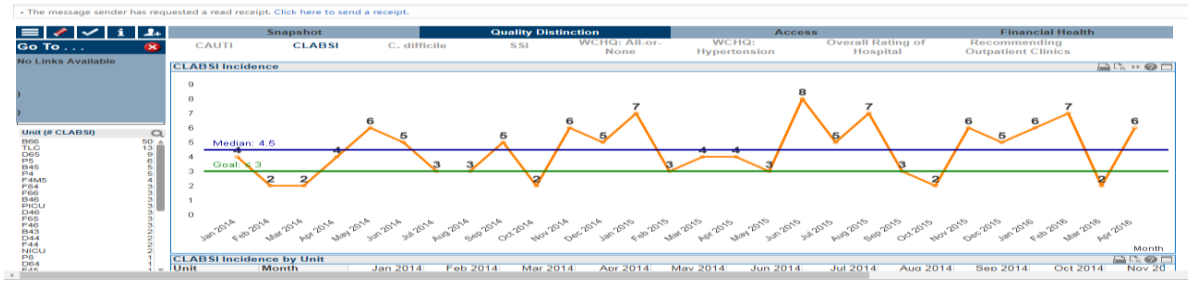 - The message sender has requested a read receipt. Click here to send a receipt.
Snapshot Quality Distinction Access Financial Health
Go To . . .
CAUTI CLABSI C. difficile SSI WCHQ: All-or-None WCHQ: Hypertension Overall Rating of Hospital Recommending Outpatient Clinics
No Links Available
CLABSI Incidence
9
8
7
6
5
4
3
2
1
0
Median: 4.5
Goal: ≤ 3
4 2 2 4 6 5 3 3 5 2 6 5 7 3 4 4 3 8 5 7 3 2 6 5 6 7 2 6
Jan 2014 Feb 2014 Mar 2014 Apr 2014 May 2014 Jun 2014 Jul 2014 Aug 2014 Sep 2014 Oct 2014 Nov 2014 Dec 2014 Jan 2015 Feb 2015 Mar 2015 Apr 2015 May 2015 Jun 2015 Jul 2015 Aug 2015 Sep 2015 Oct 2015 Nov 2015 Dec 2015 Jan 2016 Feb 2016 Mar 2016 Apr 2016
Month
Unit (# CLABSI)
B66 50
TLC 13
D65 9
P5 6
B45 5
P4 5
F4M5 4
F84 3
F66 3
B46 3
PICU 3
D46 3
F65 3
F46 3
B43 2
D44 2
F44 2
NICU 2
P8 1
D64 1
F45 1
CLABSI Incidence by Unit
Unit Month Jan 2014 Feb 2014 Mar 2014 Apr 2014 May 2014 Jun 2014 Jul 2014 Aug 2014 Sep 2014 Oct 2014 Nov 20